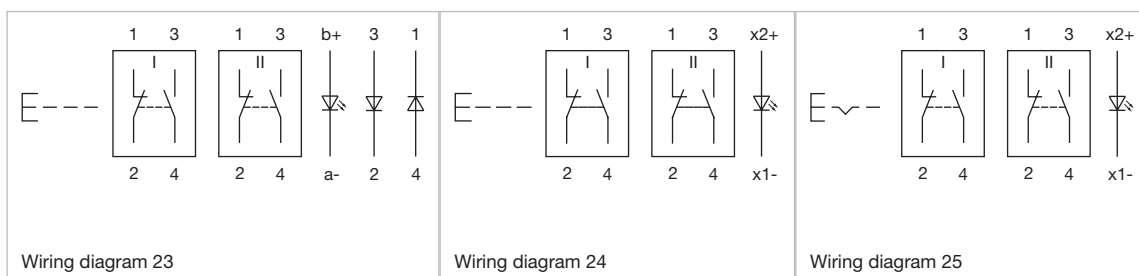 1 3 1 3 b+ 3 1
I II
2 4 2 4 a- 2 4
Wiring diagram 23
1 3 1 3 x2+
I II
2 4 2 4 x1-
Wiring diagram 24
1 3 1 3 x2+
I II
2 4 2 4 x1-
Wiring diagram 25